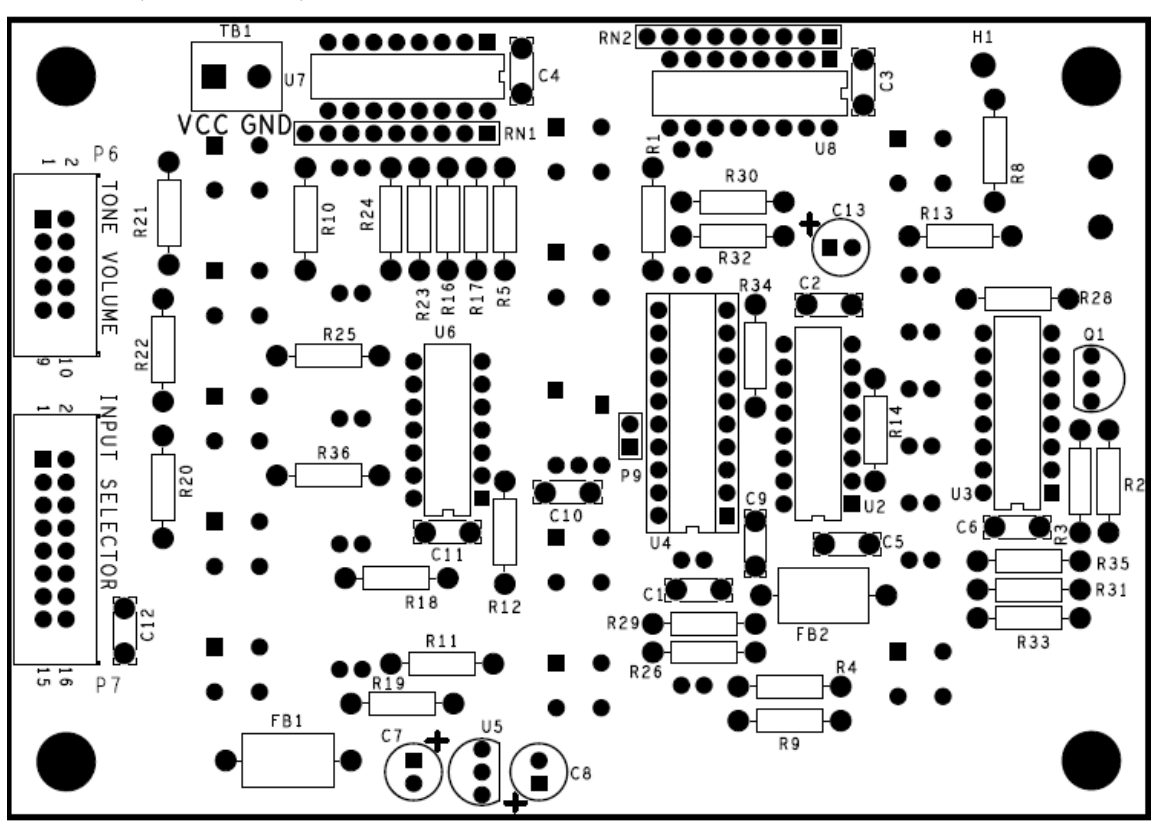 TB1
RN2
H1
U7
C4
C3
VCC GND
RN1
U8
P6
1 2
R1
R8
R30
C13
R13
R21
R10
R24
TONE VOLUME
R32
R23
R16
R17
R5
R34
C2
R28
U6
Q1
R25
R22
9 10
1 2
INPUT SELECTOR
R14
R36
R20
P9
R2
C10
C9
U2
U3
C11
U4
C5
C6
R3
R35
R18
R12
C1
R31
C12
R29
FB2
R33
R11
R26
R4
15 16
P7
R19
FB1
C7
U5
R9
C8